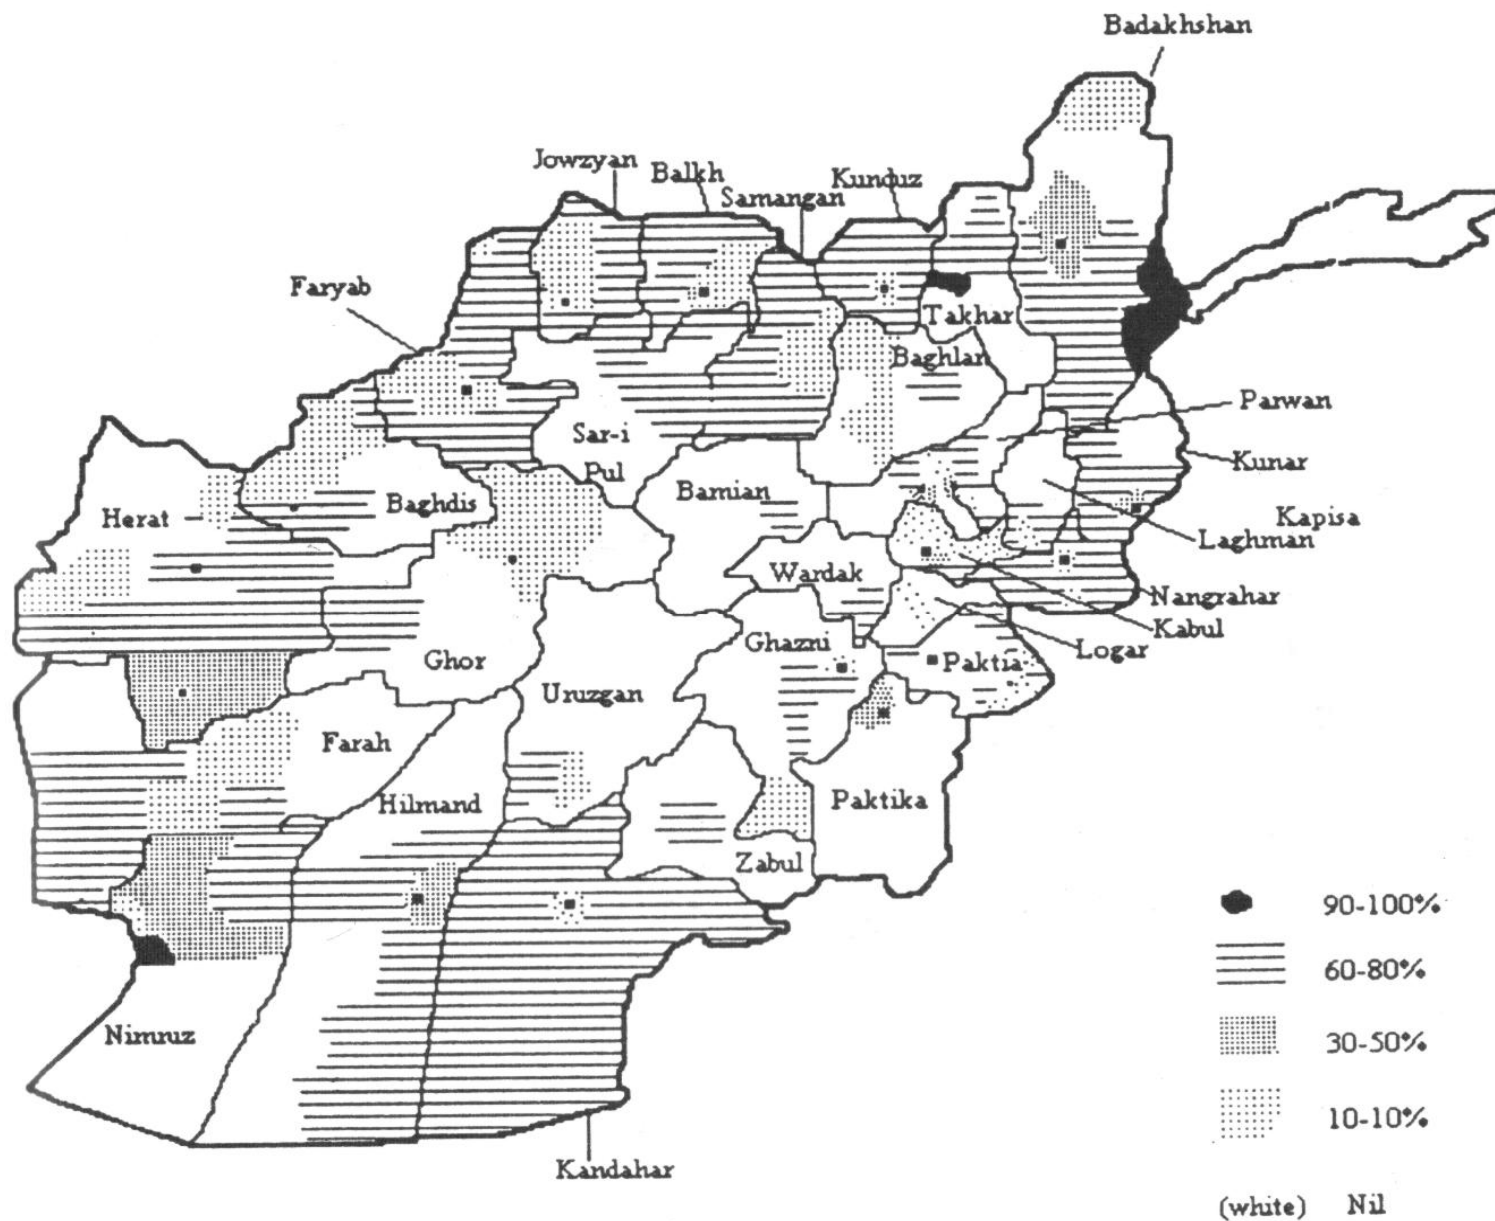 Badakhshan
Jowzyan
Balkh
Samangan
Kunduz
Faryab
Takhar
Baghlan
Parwan
Sar-i
Pul
Kunar
Bamian
Baghdis
Herat
Kapisa
Laghman
Wardak
Nangrahar
Kabul
Logar
Ghazni
Ghor
Paktia
Uruzgan
Farah
Hilmand
Paktika
Zabul
Nimruz
Kandahar
90-100%
60-80%
30-50%
10-10%
(white) Nil